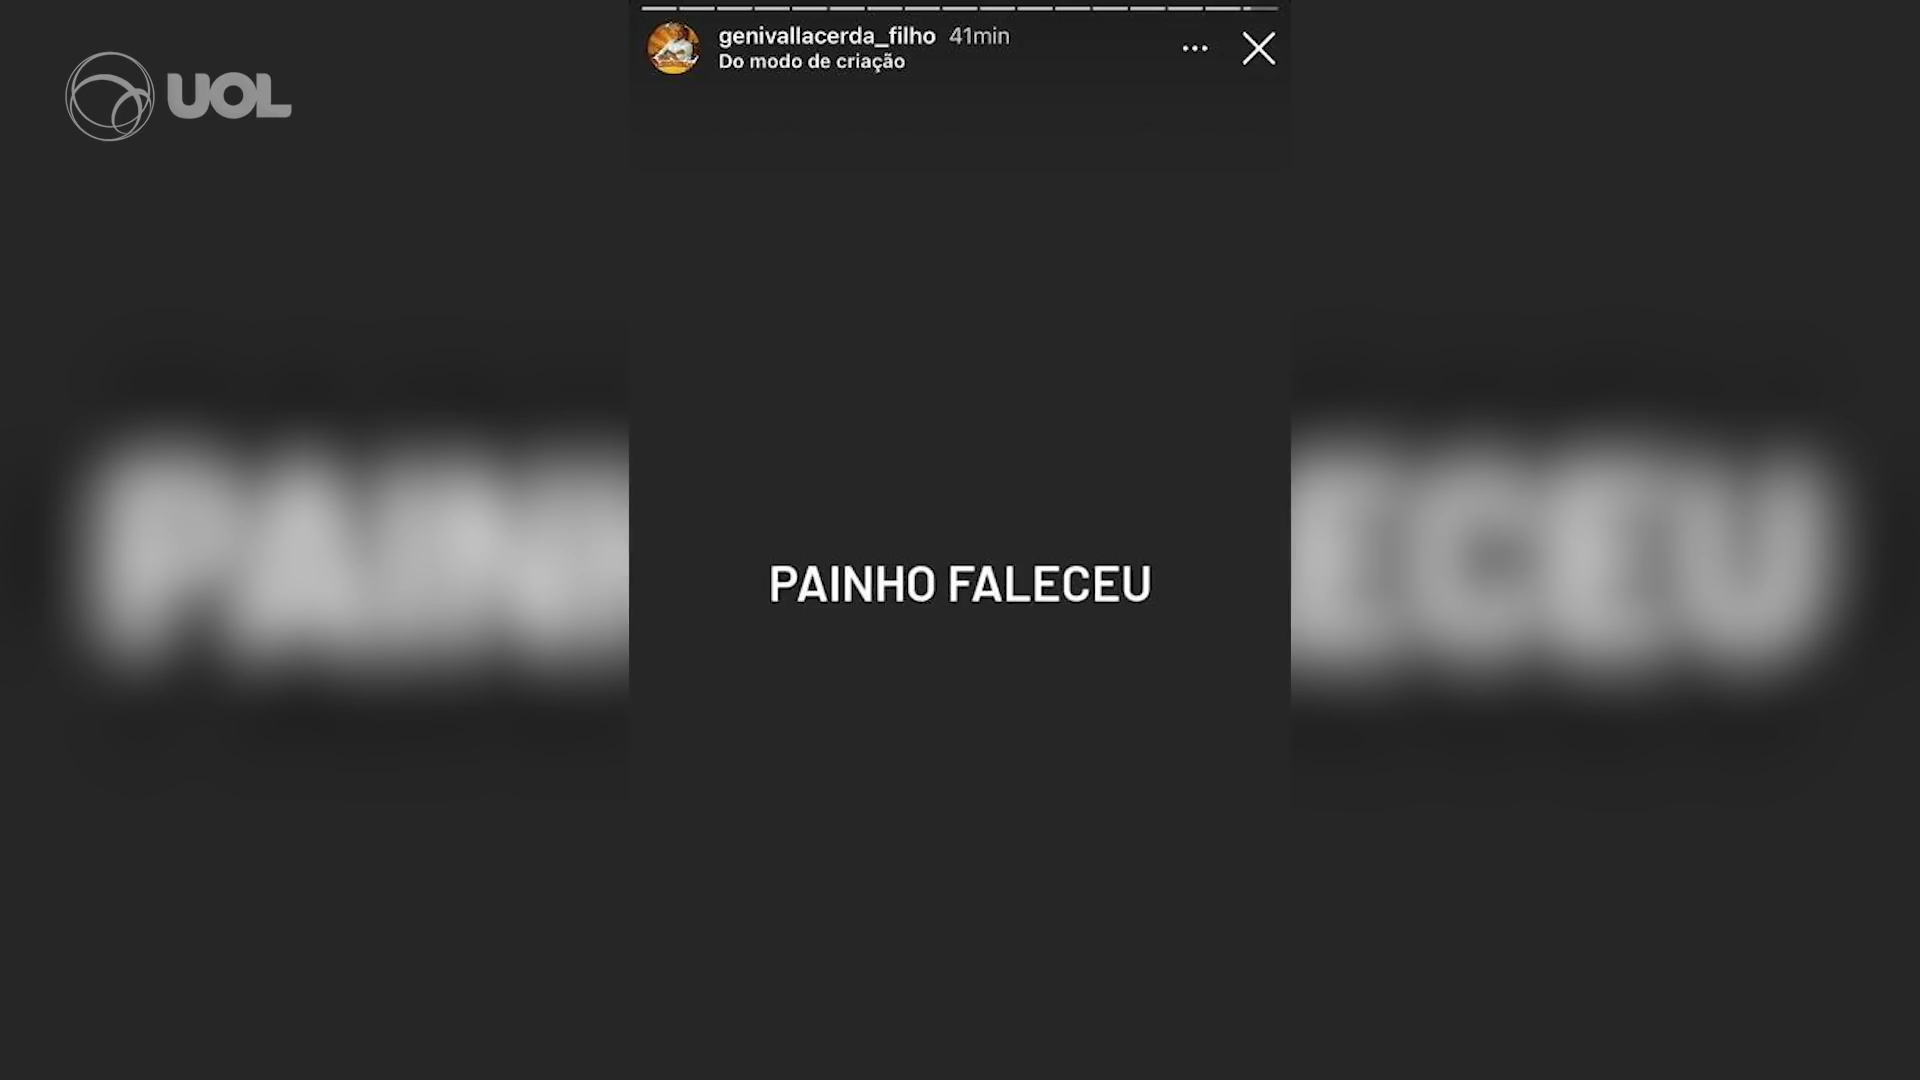 UOL
genivallacerda_filho 41min
Do modo de criação
PAINHO FALECEU